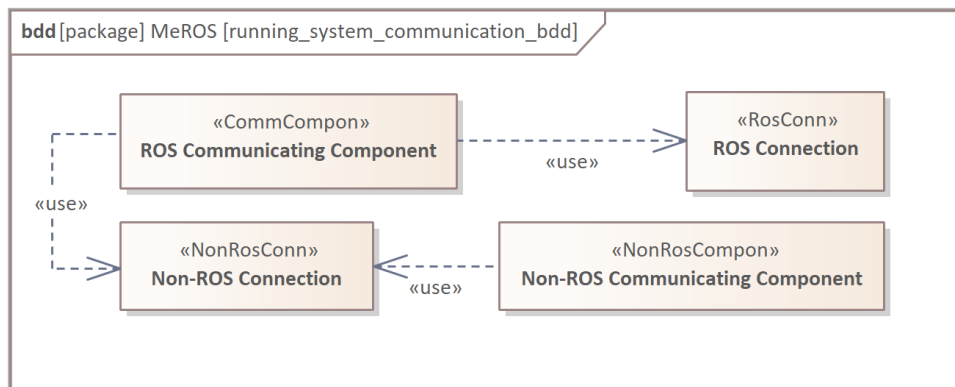 bdd [package] MeROS [running_system_communication_bdd]
«CommCompon»
ROS Communicating Component
«RosConn»
ROS Connection
«use»
«use»
«NonRosConn»
Non-ROS Connection
«NonRosCompon»
Non-ROS Communicating Component
«use»